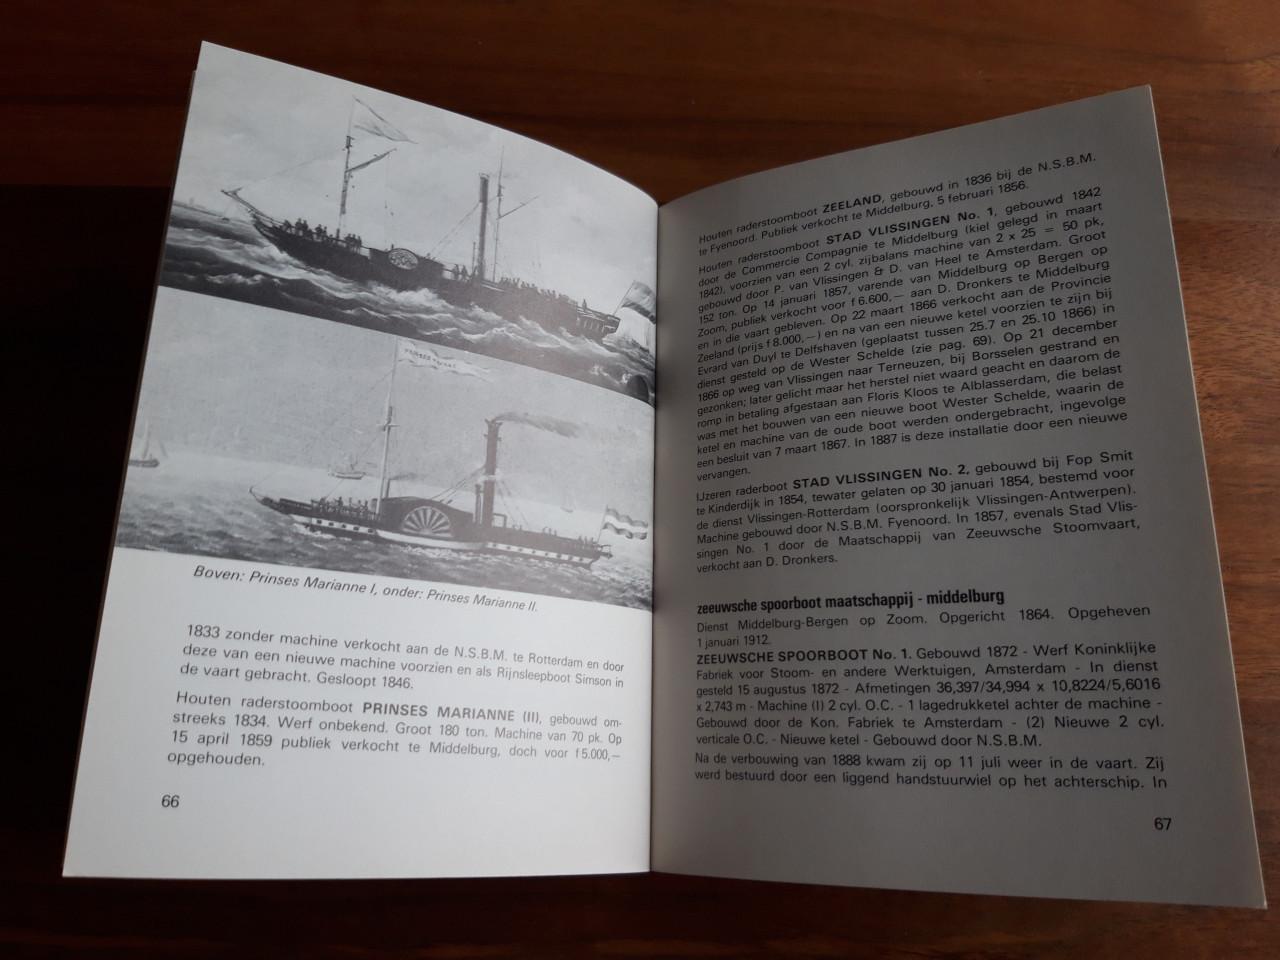 PRINSES MARIANNE
Boven: Prinses Marianne I, onder: Prinses Marianne II.
1833 zonder machine verkocht aan de N.S.B.M. te Rotterdam en door
deze van een nieuwe machine voorzien en als Rijnsleepboot Simson in
de vaart gebracht. Gesloopt 1846.
Houten raderstoomboot PRINSES MARIANNE (II), gebouwd om-
streeks 1834. Werf onbekend. Groot 180 ton. Machine van 70 pk. Op
15 april 1859 publiek verkocht te Middelburg, doch voor f 5.000,—
opgehouden.
66
Houten raderstoomboot ZEELAND, gebouwd in 1836 bij de N.S.B.M.
te Fyenoord. Publiek verkocht te Middelburg, 5 februari 1856.
Houten raderstoomboot STAD VLISSINGEN No. 1, gebouwd 1842
door de Commercie Compagnie te Middelburg (kiel gelegd in maart
1842), voorzien van een 2 cyl. zijbalans machine van 2 x 25 = 50 pk,
gebouwd door P. van Vlissingen & D. van Heel te Amsterdam. Groot
152 ton. Op 14 januari 1857, varende van Middelburg op Bergen op
Zoom, publiek verkocht voor f 6.600,— aan D. Dronkers te Middelburg
en in die vaart gebleven. Op 22 maart 1866 verkocht aan de Provincie
Zeeland (prijs f 8.000,—) en na van een nieuwe ketel voorzien te zijn bij
Evrard van Duyl te Delfshaven (geplaatst tussen 25.7 en 25.10 1866) in
dienst gesteld op de Wester Schelde (zie pag. 69). Op 21 december
1866 op weg van Vlissingen naar Terneuzen, bij Borsselen gestrand en
gezonken; later gelicht maar het herstel niet waard geacht en daarom de
romp in betaling afgestaan aan Floris Kloos te Alblasserdam, die belast
was met het bouwen van een nieuwe boot Wester Schelde, waarin de
ketel en machine van de oude boot werden ondergebracht, ingevolge
een besluit van 7 maart 1867. In 1887 is deze installatie door een nieuwe
vervangen.
IJzeren raderboot STAD VLISSINGEN No. 2, gebouwd bij Fop Smit
te Kinderdijk in 1854, tewater gelaten op 30 januari 1854, bestemd voor
de dienst Vlissingen-Rotterdam (oorspronkelijk Vlissingen-Antwerpen).
Machine gebouwd door N.S.B.M. Fyenoord. In 1857, evenals Stad Vlis-
singen No. 1 door de Maatschappij van Zeeuwsche Stoomvaart,
verkocht aan D. Dronkers.
zeeuwsche spoorboot maatschappij - middelburg
Dienst Middelburg-Bergen op Zoom. Opgericht 1864. Opgeheven
1 januari 1912.
ZEEUWSCHE SPOORBOOT No. 1. Gebouwd 1872 - Werf Koninklijke
Fabriek voor Stoom- en andere Werktuigen, Amsterdam - In dienst
gesteld 15 augustus 1872 - Afmetingen 36,397/34,994 x 10,8224/5,6016
x 2,743 m - Machine (I) 2 cyl. O.C. - 1 lagedrukketel achter de machine -
Gebouwd door de Kon. Fabriek te Amsterdam - (2) Nieuwe 2 cyl.
verticale O.C. - Nieuwe ketel - Gebouwd door N.S.B.M.
Na de verbouwing van 1888 kwam zij op 11 juli weer in de vaart. Zij
werd bestuurd door een liggend handstuurwiel op het achterschip. In
67